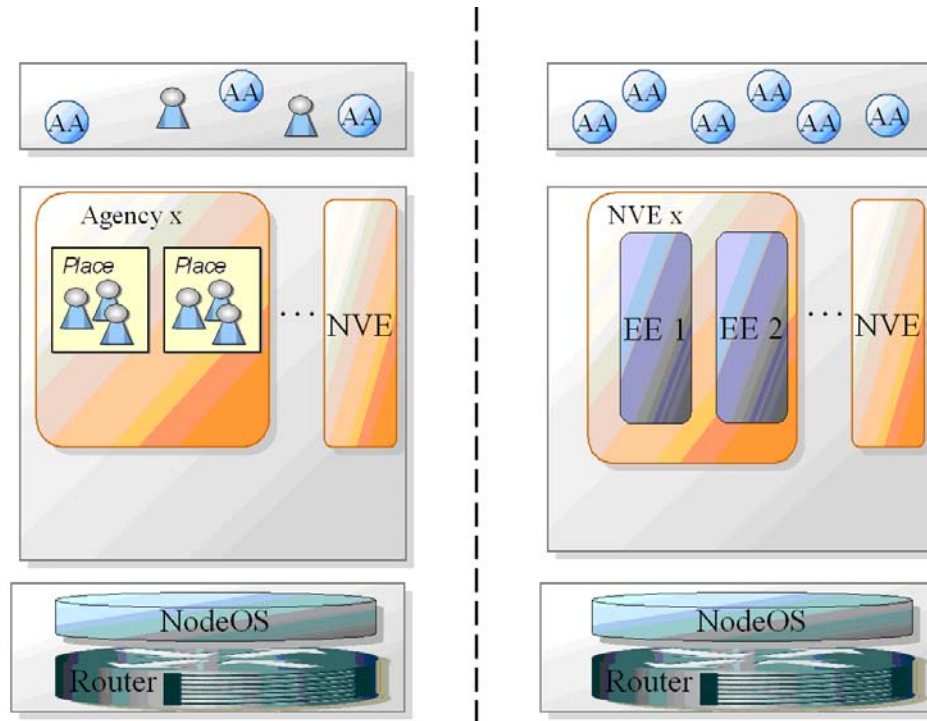 AA
AA
AA
Agency x
Place
Place
...
NVE
NodeOS
Router
AA
AA
AA
AA
AA
AA
NVE x
EE 1
EE 2
...
NVE
NodeOS
Router